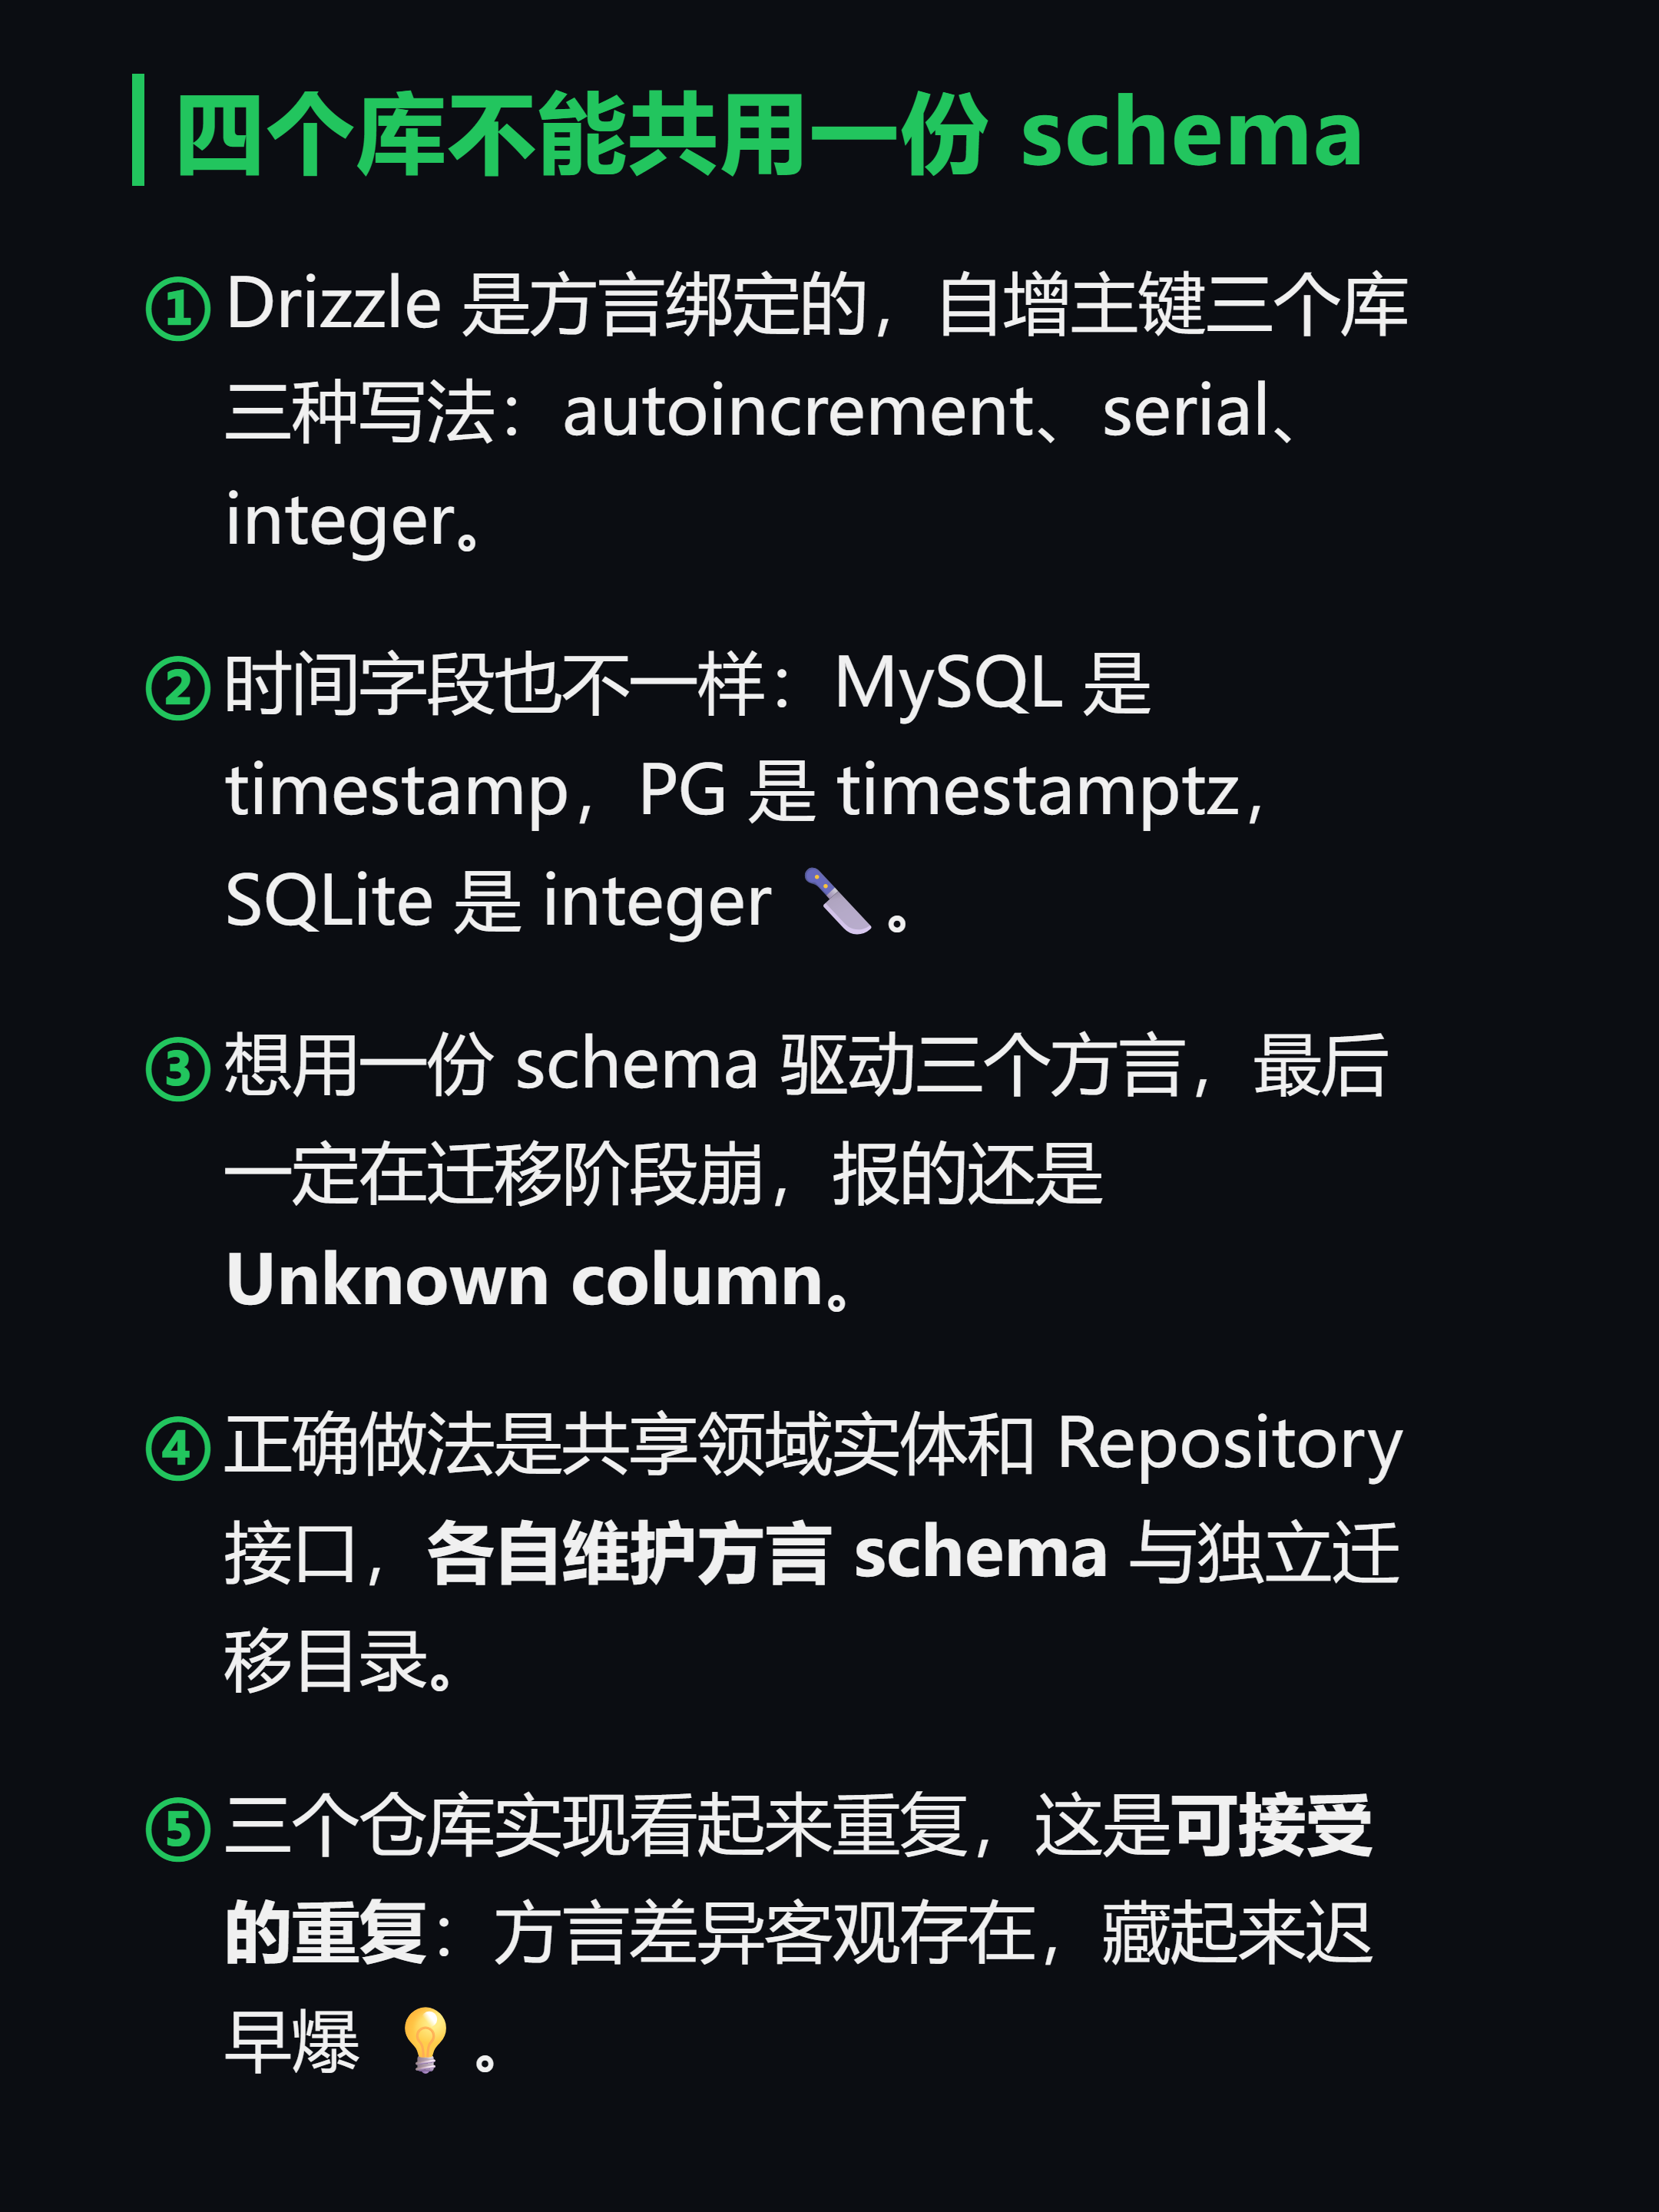 四个库不能共用一份 schema
① Drizzle 是方言绑定的，自增主键三个库
三种写法：autoincrement、serial、
integer。
② 时间字段也不一样：MySQL 是
timestamp，PG 是 timestamptz，
SQLite 是 integer 🔪。
③ 想用一份 schema 驱动三个方言，最后
一定在迁移阶段崩，报的还是
Unknown column。
④ 正确做法是共享领域实体和 Repository
接口，各自维护方言 schema 与独立迁
移目录。
⑤ 三个仓库实现看起来重复，这是可接受
的重复：方言差异客观存在，藏起来迟
早爆 💡。